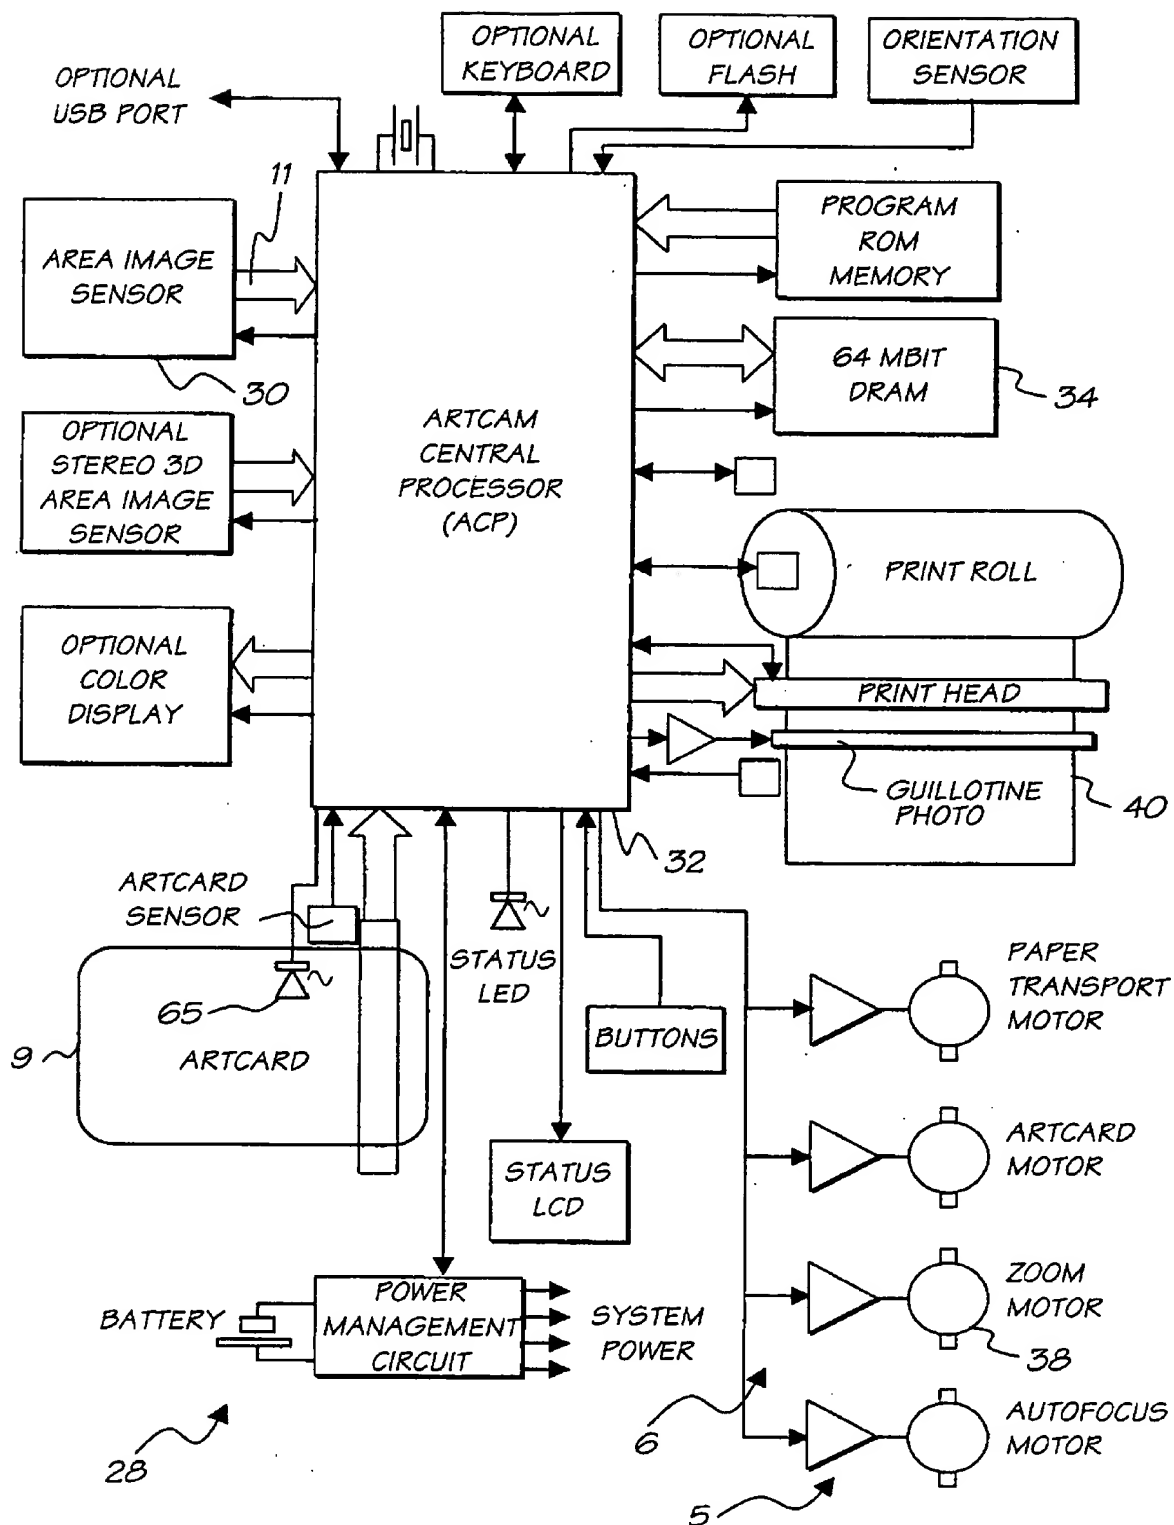 OPTIONAL
KEYBOARD
OPTIONAL
FLASH
ORIENTATION
SENSOR
OPTIONAL
USB PORT
11
AREA IMAGE
SENSOR
30
PROGRAM
ROM
MEMORY
64 MBIT
DRAM
34
OPTIONAL
STEREO 3D
AREA IMAGE
SENSOR
ARTCAM
CENTRAL
PROCESSOR
(ACP)
PRINT ROLL
OPTIONAL
COLOR
DISPLAY
PRINT HEAD
GUILLOTINE
PHOTO
40
32
ARTCARD
SENSOR
STATUS
LED
65
9
ARTCARD
BUTTONS
STATUS
LCD
PAPER
TRANSPORT
MOTOR
ARTCARD
MOTOR
ZOOM
MOTOR
38
AUTOFOCUS
MOTOR
BATTERY
POWER
MANAGEMENT
CIRCUIT
SYSTEM
POWER
28
6
5